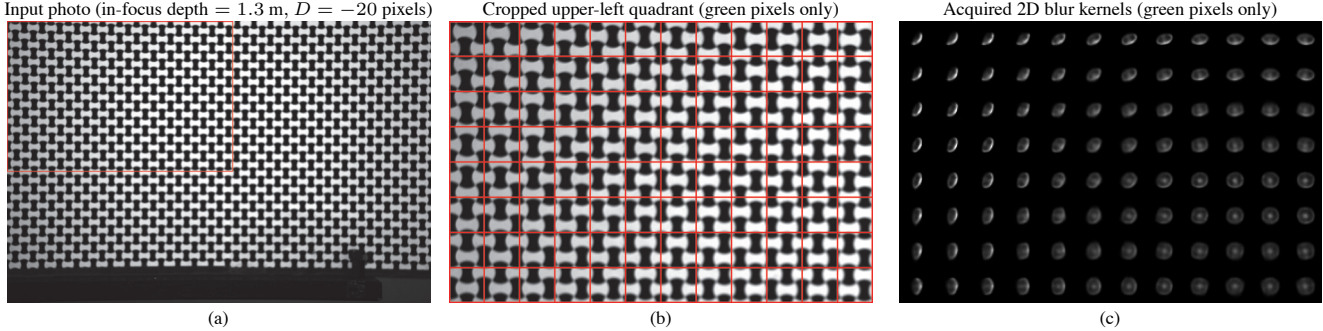 Input photo (in-focus depth = 1.3 m, D = −20 pixels)
Cropped upper-left quadrant (green pixels only)
Acquired 2D blur kernels (green pixels only)
(a)
(b)
(c)